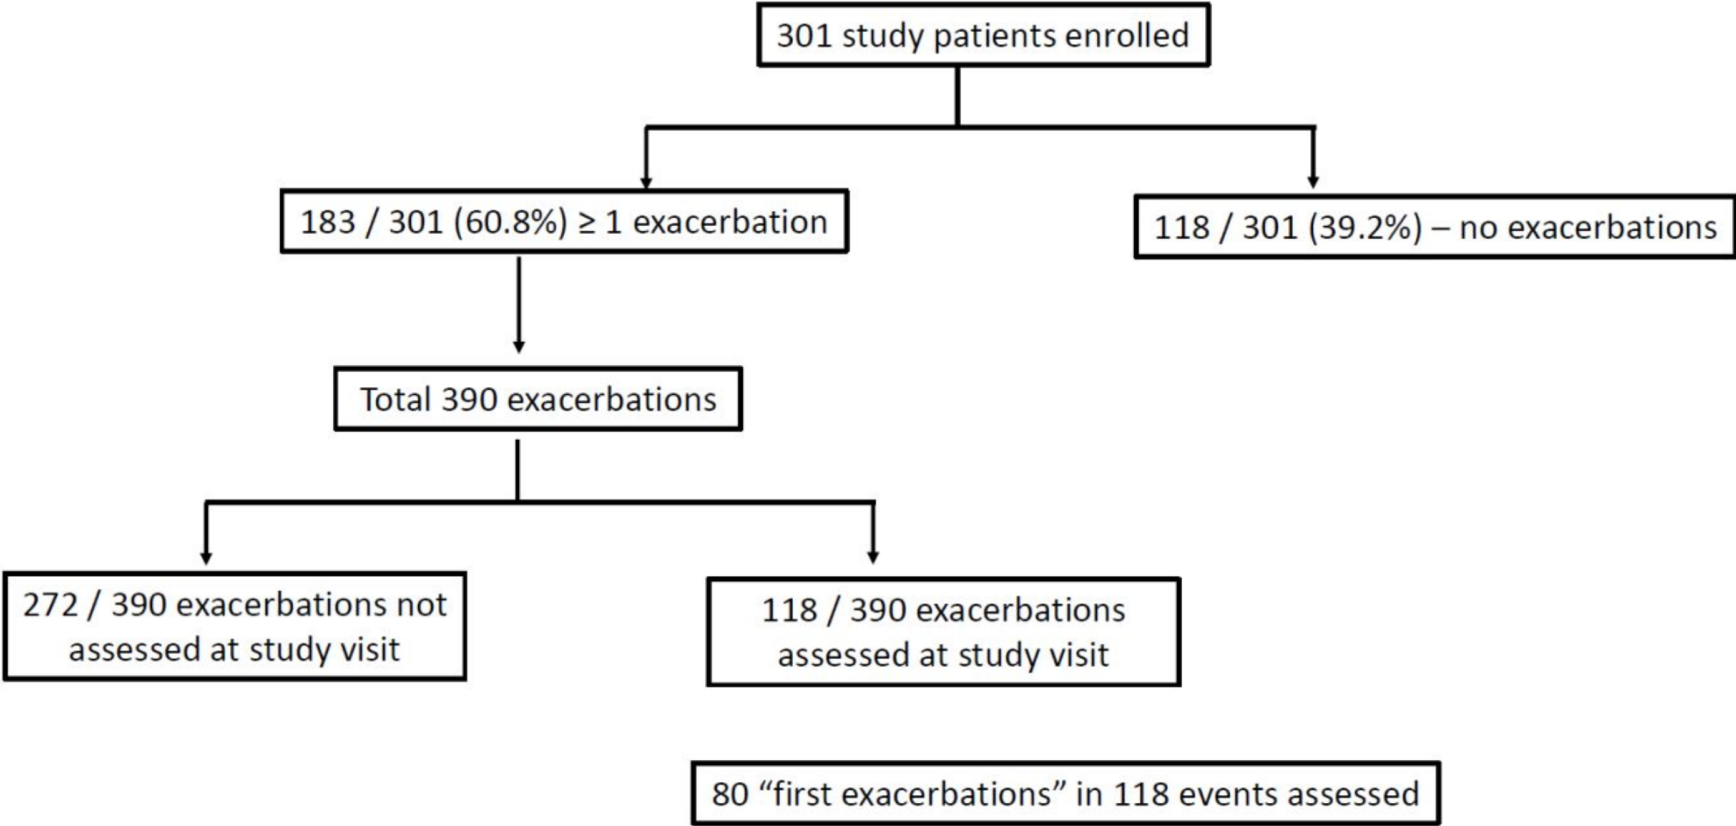 301 study patients enrolled
183 / 301 (60.8%) ≥ 1 exacerbation
118 / 301 (39.2%) – no exacerbations
Total 390 exacerbations
272 / 390 exacerbations not
assessed at study visit
118 / 390 exacerbations
assessed at study visit
80 “first exacerbations” in 118 events assessed